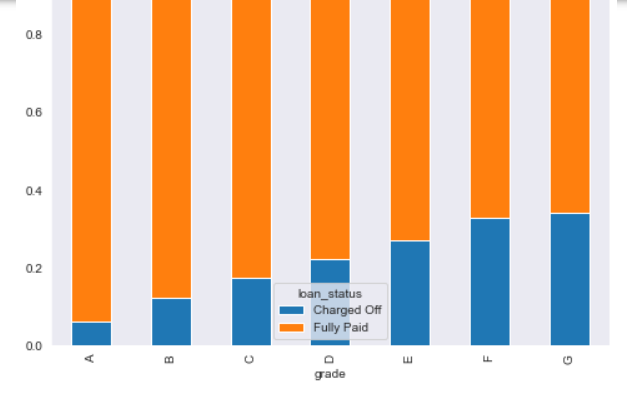 0.8
0.6
0.4
0.2
0.0
loan_status
Charged Off
Fully Paid
A B C D E F G
grade